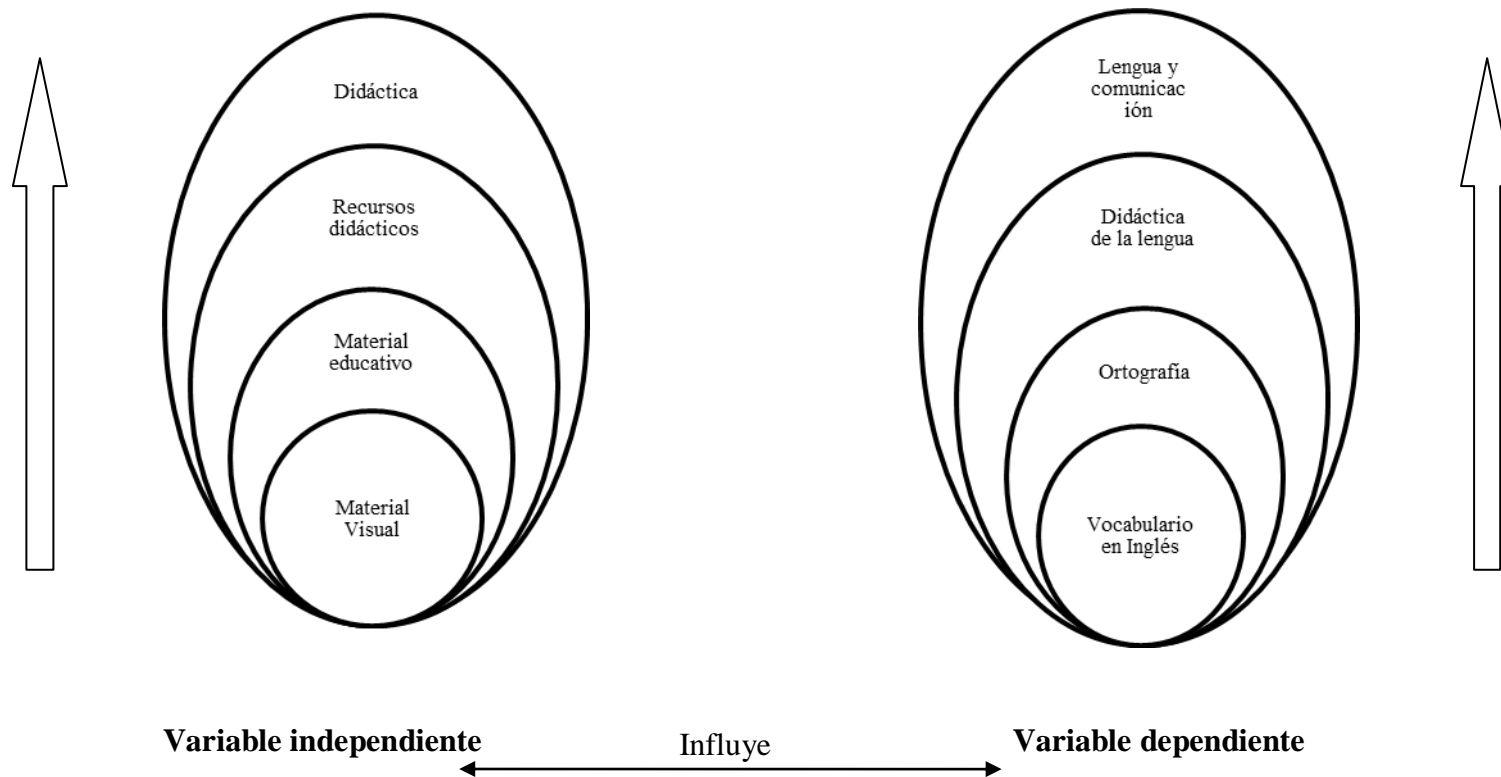 Didáctica
Recursos
didácticos
Material
educativo
Material
Visual
Lengua y
comunicac
ión
Didáctica
de la lengua
Ortografía
Vocabulario
en Inglés
Variable independiente
Influye
Variable dependiente